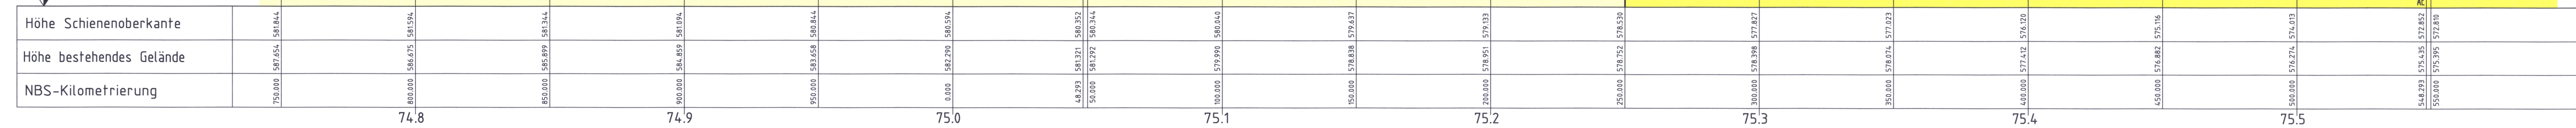 AC
Höhe Schienenoberkante 581.844 581.594 581.344 581.094 580.844 580.594 580.352 580.344 580.040 579.637 579.133 578.530 577.827 577.023 576.120 575.116 574.013 572.852 572.810
Höhe bestehendes Gelände 587.654 586.675 585.899 584.859 583.658 582.290 581.321 581.292 579.990 578.838 578.951 578.752 578.398 578.074 577.412 576.882 576.274 575.435 575.395
NBS-Kilometrierung 750.000 800.000 850.000 900.000 950.000 0.000 48.293 50.000 100.000 150.000 200.000 250.000 300.000 350.000 400.000 450.000 500.000 548.293 550.000
74.8 74.9 75.0 75.1 75.2 75.3 75.4 75.5